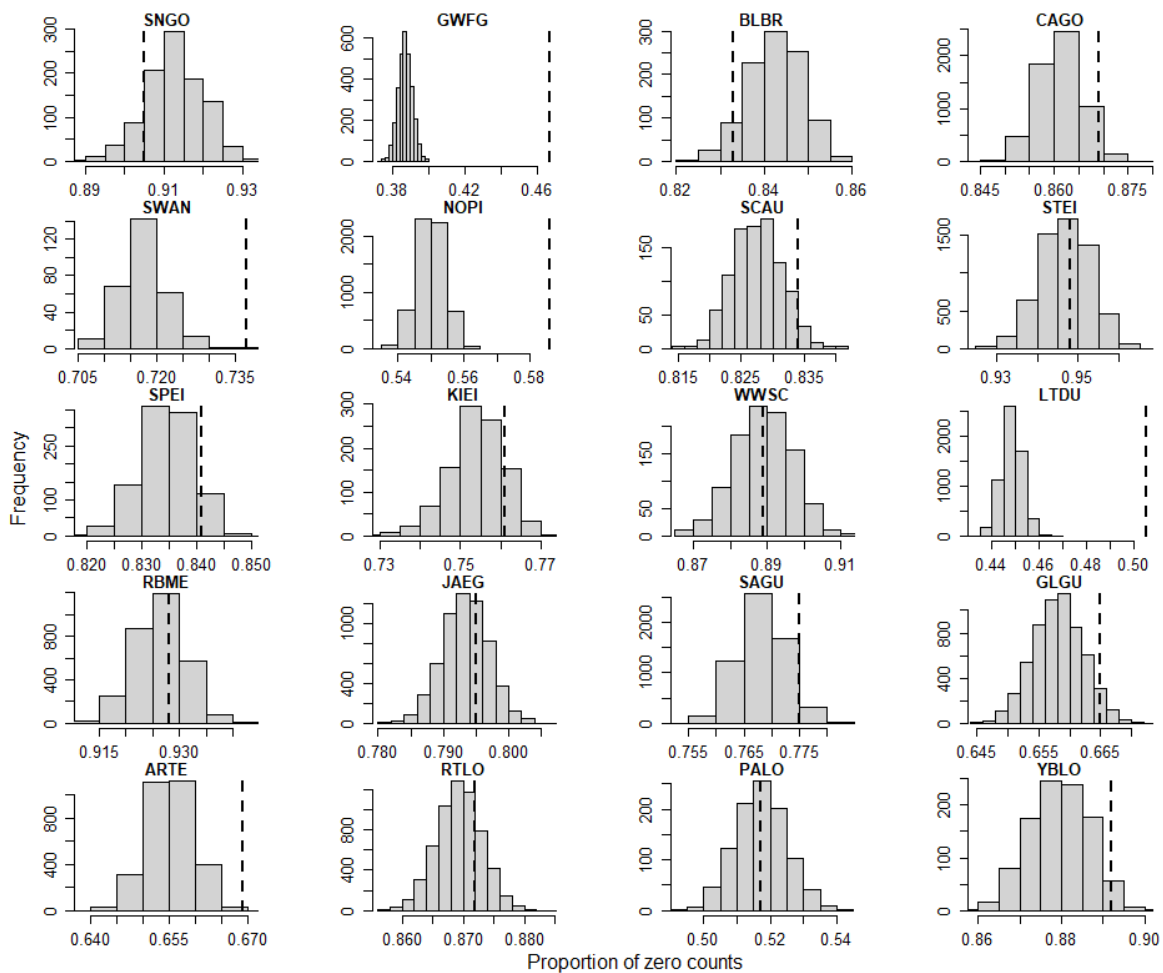 SNGO GWFG BLBR CAGO
0 100 200 300
0.89 0.91 0.93
0 200 400 600
0.38 0.42 0.46
0 100 200 300
0.82 0.84 0.86
0 1000 2000
0.845 0.860 0.875
SWAN NOPI SCAU STEI
0 40 80 120
0.705 0.720 0.735
0 1000 2000
0.54 0.56 0.58
0 50 150
0.815 0.825 0.835
0 500 1500
0.93 0.95
SPEI KIEI WWSC LTDU
0 100 250
0.820 0.830 0.840 0.850
0 100 200 300
0.73 0.75 0.77
0 50 150
0.87 0.89 0.91
0 1000 2000
0.44 0.46 0.48 0.50
Frequency
RBME JAEG SAGU GLGU
0 400 800
0.915 0.930
0 400 1000
0.780 0.790 0.800
0 1000 2000
0.755 0.765 0.775
0 400 800
0.645 0.655 0.665
ARTE RTLO PALO YBLO
0 400 800
0.640 0.655 0.670
0 400 800
0.860 0.870 0.880
0 100 200
0.50 0.52 0.54
0 100 200
0.86 0.88 0.90
Proportion of zero counts